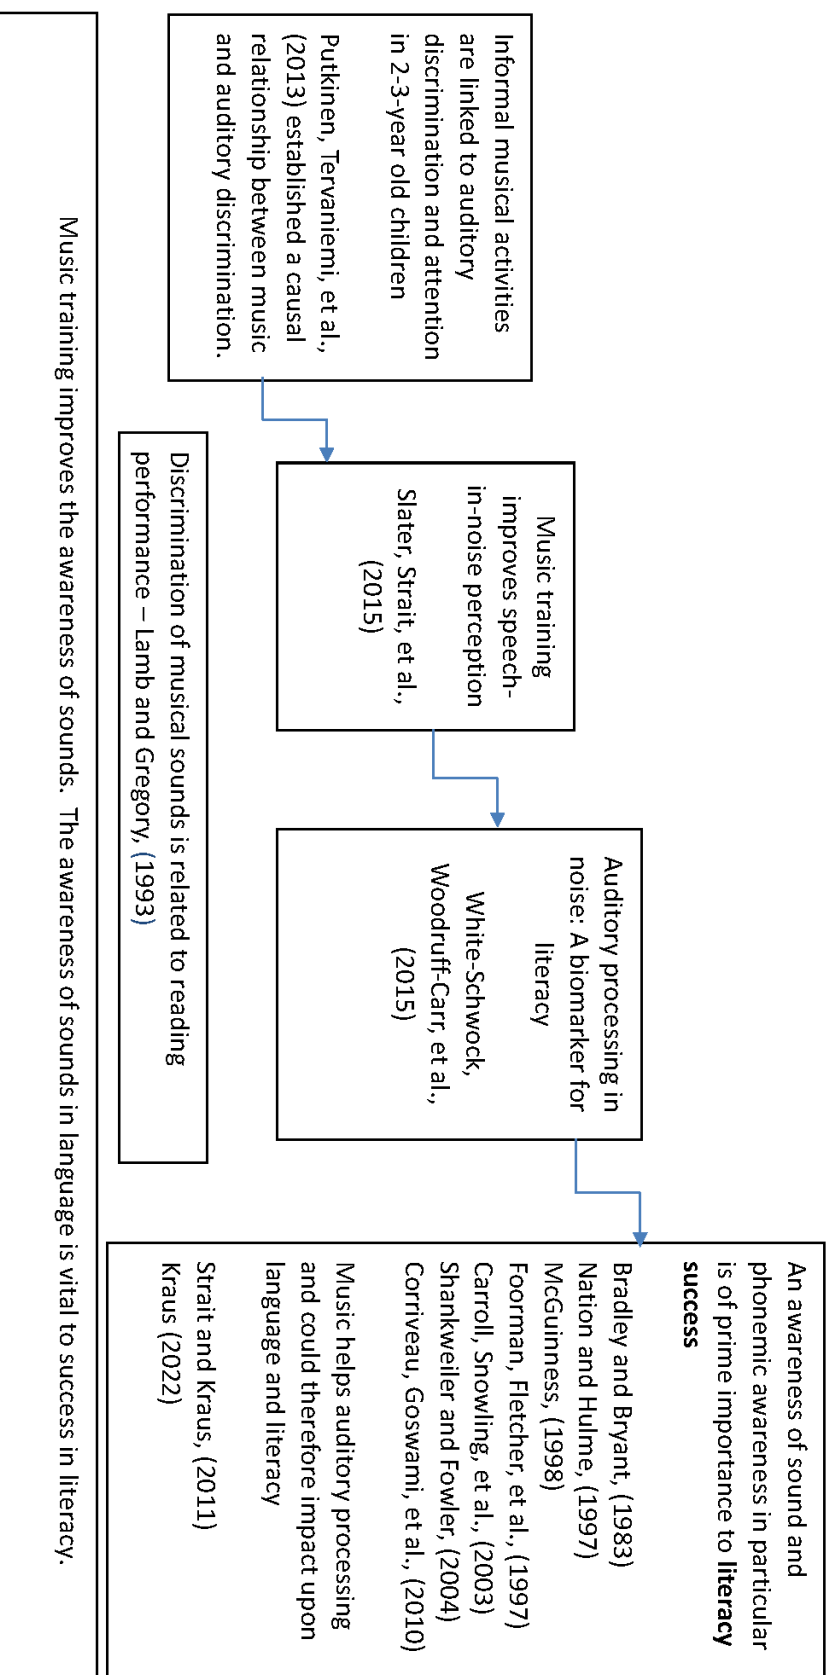 Informal musical activities
are linked to auditory
discrimination and attention
in 2-3-year old children
Putkinen, Tervaniemi, et al.,
(2013) established a causal
relationship between music
and auditory discrimination.
Music training
improves speech-
in-noise perception
Slater, Strait, et al.,
(2015)
Auditory processing in
noise: A biomarker for
literacy
White-Schwock,
Woodruff-Carr, et al.,
(2015)
An awareness of sound and
phonemic awareness in particular
is of prime importance to literacy
success
Bradley and Bryant, (1983)
Nation and Hulme, (1997)
McGuinness, (1998)
Foorman, Fletcher, et al., (1997)
Carroll, Snowling, et al., (2003)
Shankweiler and Fowler, (2004)
Corriveau, Goswami, et al., (2010)
Music helps auditory processing
and could therefore impact upon
language and literacy
Strait and Kraus, (2011)
Kraus (2022)
Discrimination of musical sounds is related to reading
performance – Lamb and Gregory, (1993)
Music training improves the awareness of sounds. The awareness of sounds in language is vital to success in literacy.